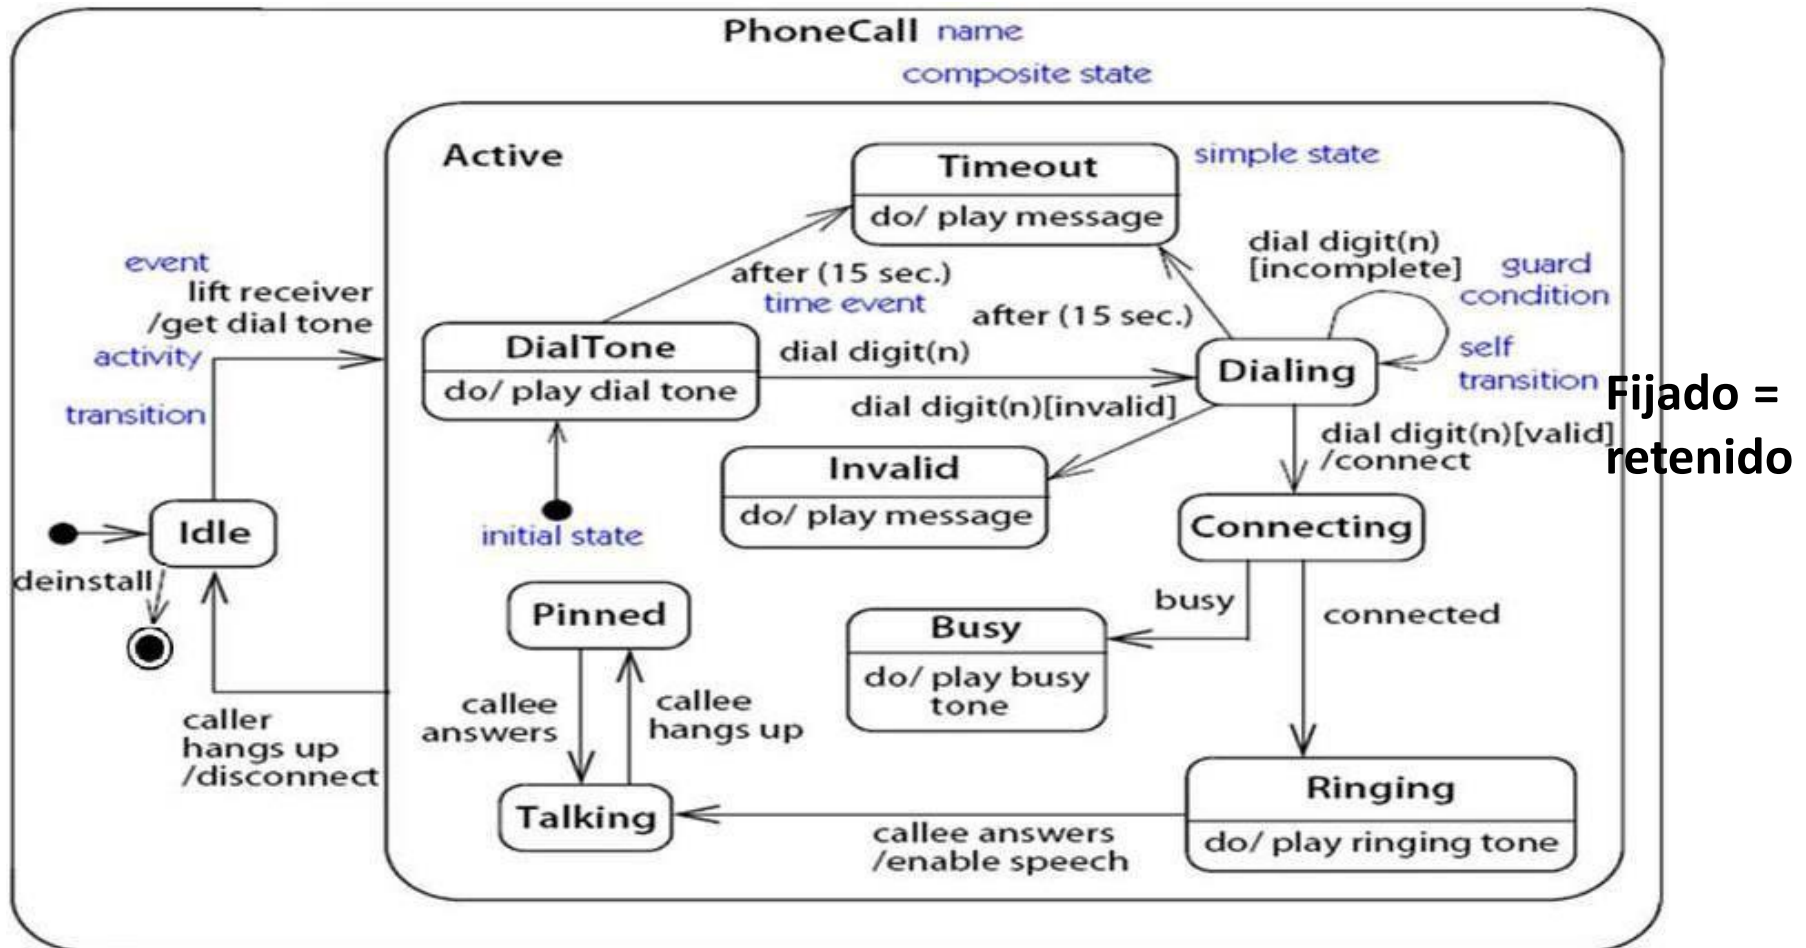 PhoneCall name
composite state
Active
Timeout
do/ play message
simple state
event
lift receiver
/get dial tone
activity
transition
after (15 sec.)
time event
after (15 sec.)
dial digit(n)
[incomplete]
guard
condition
self
transition
DialTone
do/ play dial tone
dial digit(n)
Dialing
Fijado =
retenido
dial digit(n)[invalid]
dial digit(n)[valid]
/connect
Invalid
do/ play message
initial state
Idle
deinstall
Connecting
Pinned
busy
connected
Busy
do/ play busy
tone
callee
answers
callee
hangs up
caller
hangs up
/disconnect
Talking
callee answers
/enable speech
Ringing
do/ play ringing tone